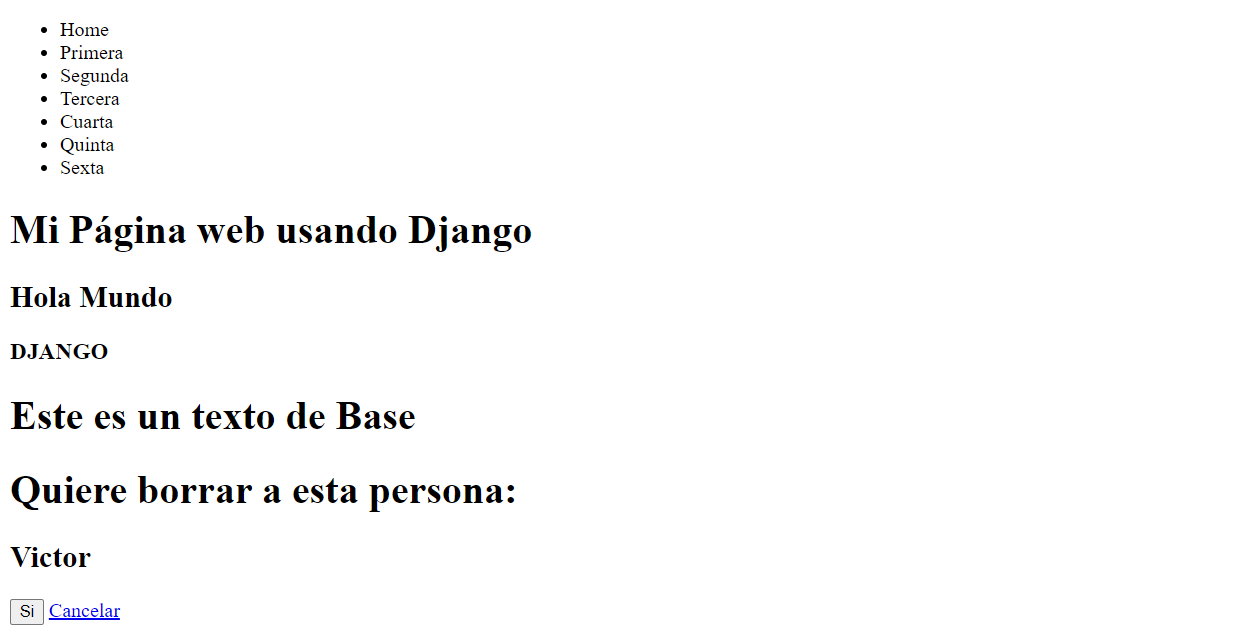 Home
Primera
Segunda
Tercera
Cuarta
Quinta
Sexta
Mi Página web usando Django
Hola Mundo
DJANGO
Este es un texto de Base
Quiere borrar a esta persona:
Victor
Si Cancelar